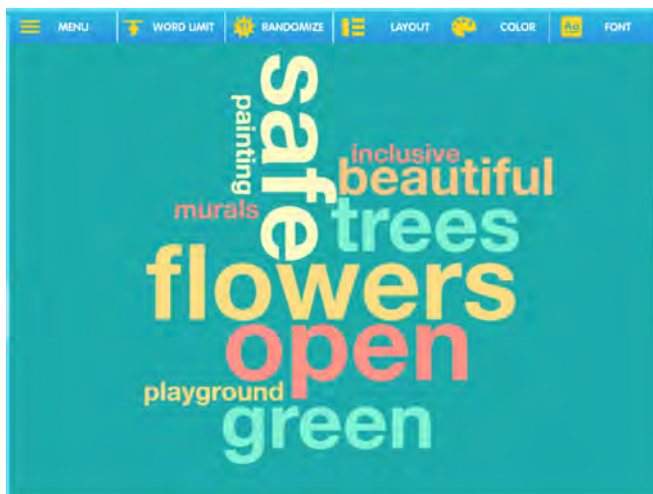 MENU
WORD LIMIT
RANDOMIZE
LAYOUT
COLOR
Aa
FONT
safe
painting
inclusive
beautiful
murals
trees
flowers
open
playground
green